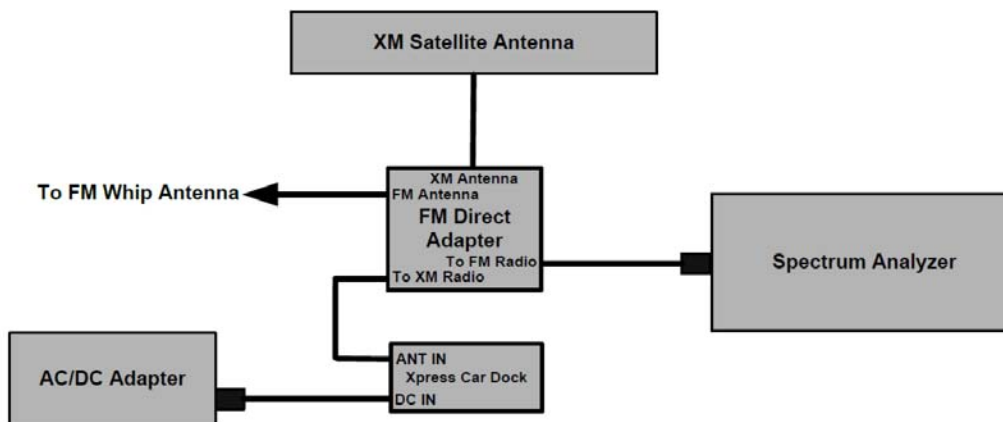 XM Satellite Antenna
To FM Whip Antenna
XM Antenna
FM Antenna
FM Direct
Adapter
To FM Radio
To XM Radio
Spectrum Analyzer
AC/DC Adapter
ANT IN
Xpress Car Dock
DC IN